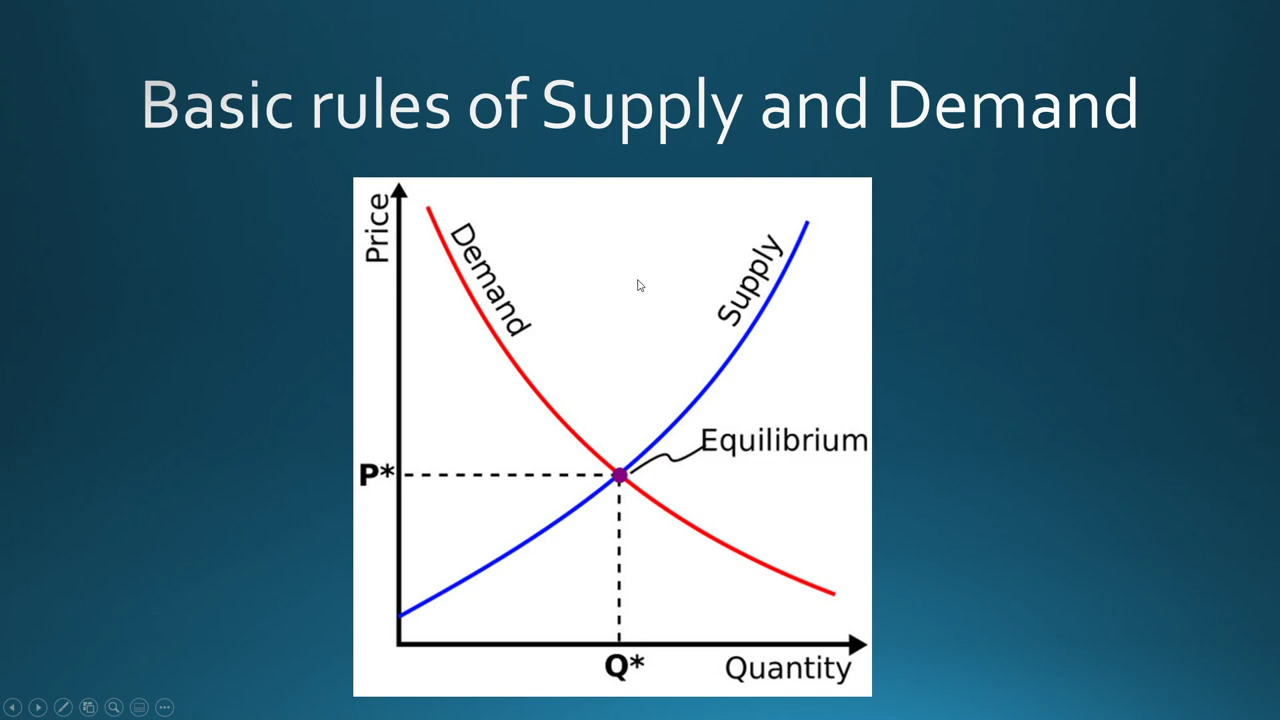 Basic rules of Supply and Demand
Price
Demand
Supply
Equilibrium
P*
Q*
Quantity